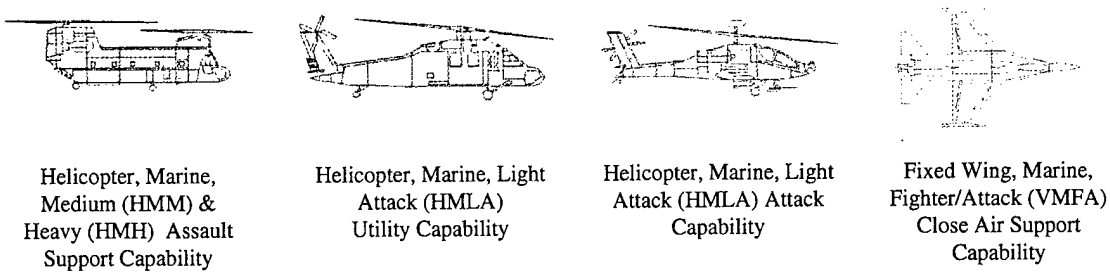 Helicopter, Marine,
Medium (HMM) &
Heavy (HMH) Assault
Support Capability
Helicopter, Marine, Light
Attack (HMLA)
Utility Capability
Helicopter, Marine, Light
Attack (HMLA) Attack
Capability
Fixed Wing, Marine,
Fighter/Attack (VMFA)
Close Air Support
Capability